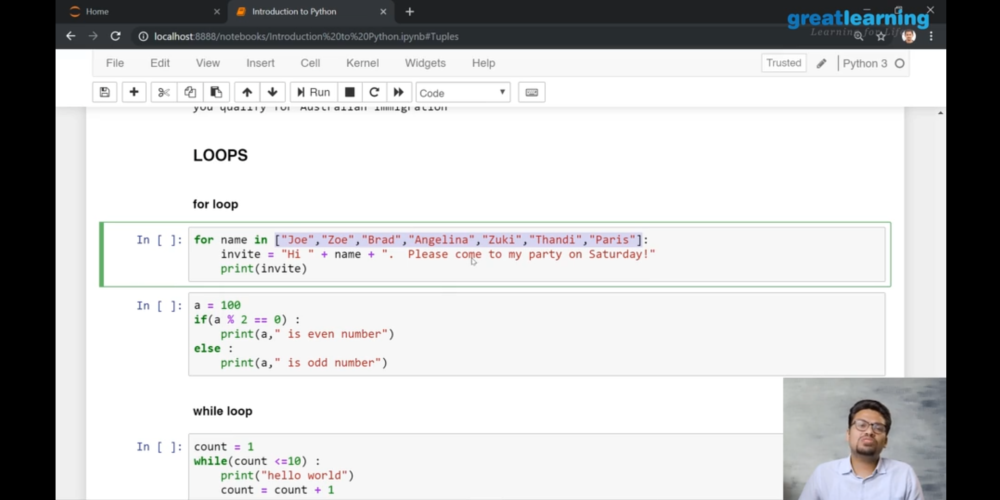 Home
Introduction to Python
greatlearning
Learning for Life
localhost:8888/notebooks/Introduction%20to%20Python.ipynb#Tuples
File Edit View Insert Cell Kernel Widgets Help Trusted Python 3
Run Code
you qualify for Australian immigration
LOOPS
for loop
In [ ]: for name in ["Joe","Zoe","Brad","Angelina","Zuki","Thandi","Paris"]:
invite = "Hi " + name + ".  Please come to my party on Saturday!"
print(invite)
In [ ]: a = 100
if(a % 2 == 0) :
print(a," is even number")
else :
print(a," is odd number")
while loop
In [ ]: count = 1
while(count <=10) :
print("hello world")
count = count + 1